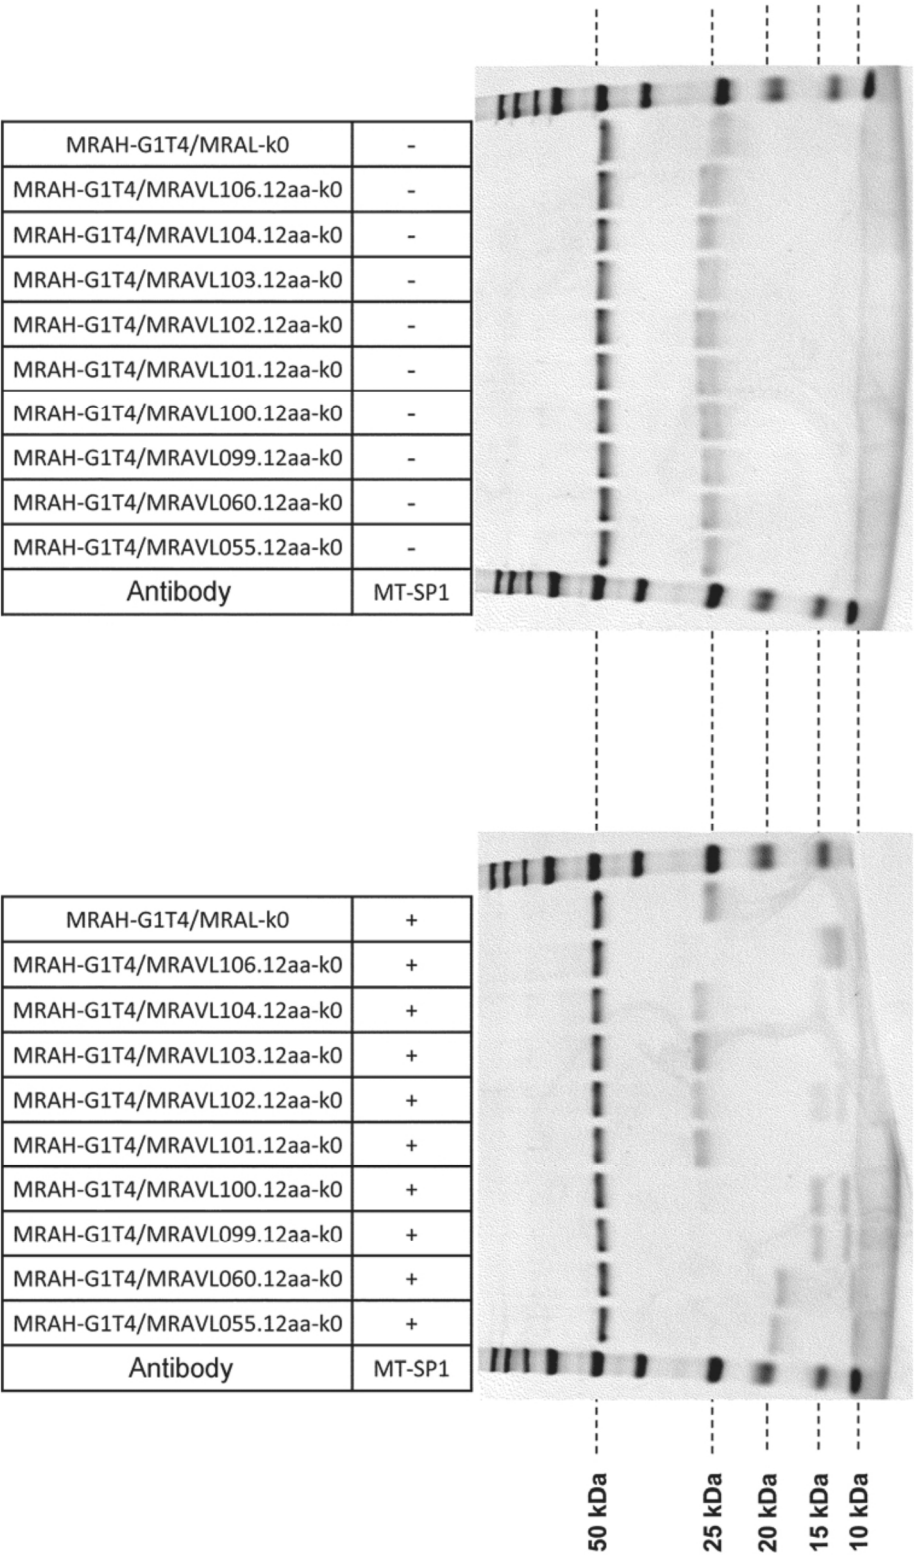 MRAH-G1T4/MRAL-k0 -
MRAH-G1T4/MRAVL106.12aa-k0 -
MRAH-G1T4/MRAVL104.12aa-k0 -
MRAH-G1T4/MRAVL103.12aa-k0 -
MRAH-G1T4/MRAVL102.12aa-k0 -
MRAH-G1T4/MRAVL101.12aa-k0 -
MRAH-G1T4/MRAVL100.12aa-k0 -
MRAH-G1T4/MRAVL099.12aa-k0 -
MRAH-G1T4/MRAVL060.12aa-k0 -
MRAH-G1T4/MRAVL055.12aa-k0 -
Antibody MT-SP1
MRAH-G1T4/MRAL-k0 +
MRAH-G1T4/MRAVL106.12aa-k0 +
MRAH-G1T4/MRAVL104.12aa-k0 +
MRAH-G1T4/MRAVL103.12aa-k0 +
MRAH-G1T4/MRAVL102.12aa-k0 +
MRAH-G1T4/MRAVL101.12aa-k0 +
MRAH-G1T4/MRAVL100.12aa-k0 +
MRAH-G1T4/MRAVL099.12aa-k0 +
MRAH-G1T4/MRAVL060.12aa-k0 +
MRAH-G1T4/MRAVL055.12aa-k0 +
Antibody MT-SP1
50 kDa
25 kDa
20 kDa
15 kDa
10 kDa